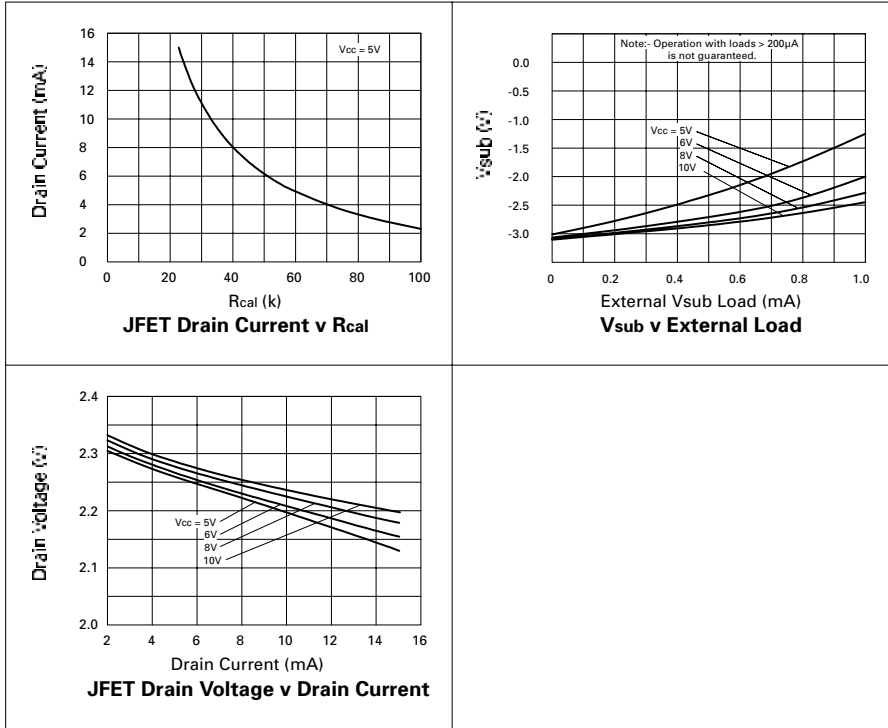 16
14
12
10
8
6
4
2
0
Drain Current (mA)
Vcc = 5V
0 20 40 60 80 100
Rcal (k)
JFET Drain Current v Rcal
Note:- Operation with loads > 200µA
is not guaranteed.
0.0
-0.5
-1.0
-1.5
-2.0
-2.5
-3.0
Vsub (V)
Vcc = 5V
6V
8V
10V
0 0.2 0.4 0.6 0.8 1.0
External Vsub Load (mA)
Vsub v External Load
2.4
2.3
2.2
2.1
2.0
Drain Voltage (V)
Vcc = 5V
6V
8V
10V
2 4 6 8 10 12 14 16
Drain Current (mA)
JFET Drain Voltage v Drain Current